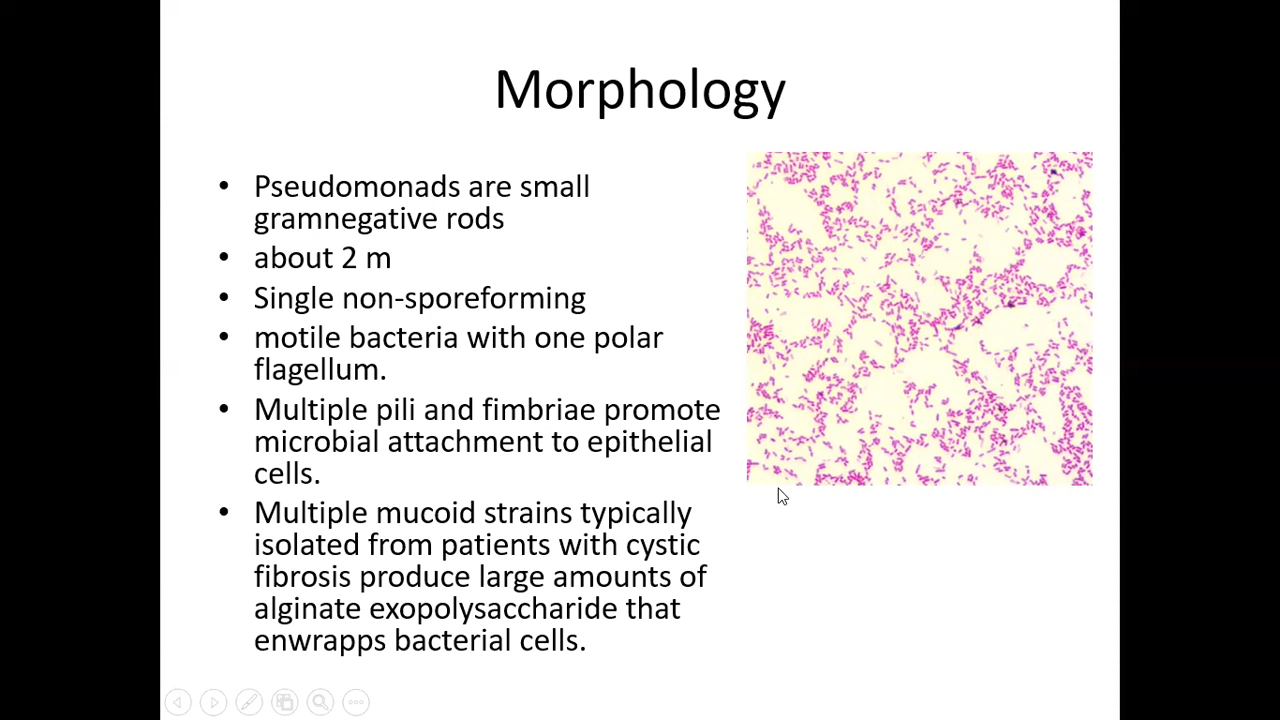 Morphology
• Pseudomonads are small
gramnegative rods
• about 2 m
• Single non-sporeforming
• motile bacteria with one polar
flagellum.
• Multiple pili and fimbriae promote
microbial attachment to epithelial
cells.
• Multiple mucoid strains typically
isolated from patients with cystic
fibrosis produce large amounts of
alginate exopolysaccharide that
enwrapps bacterial cells.